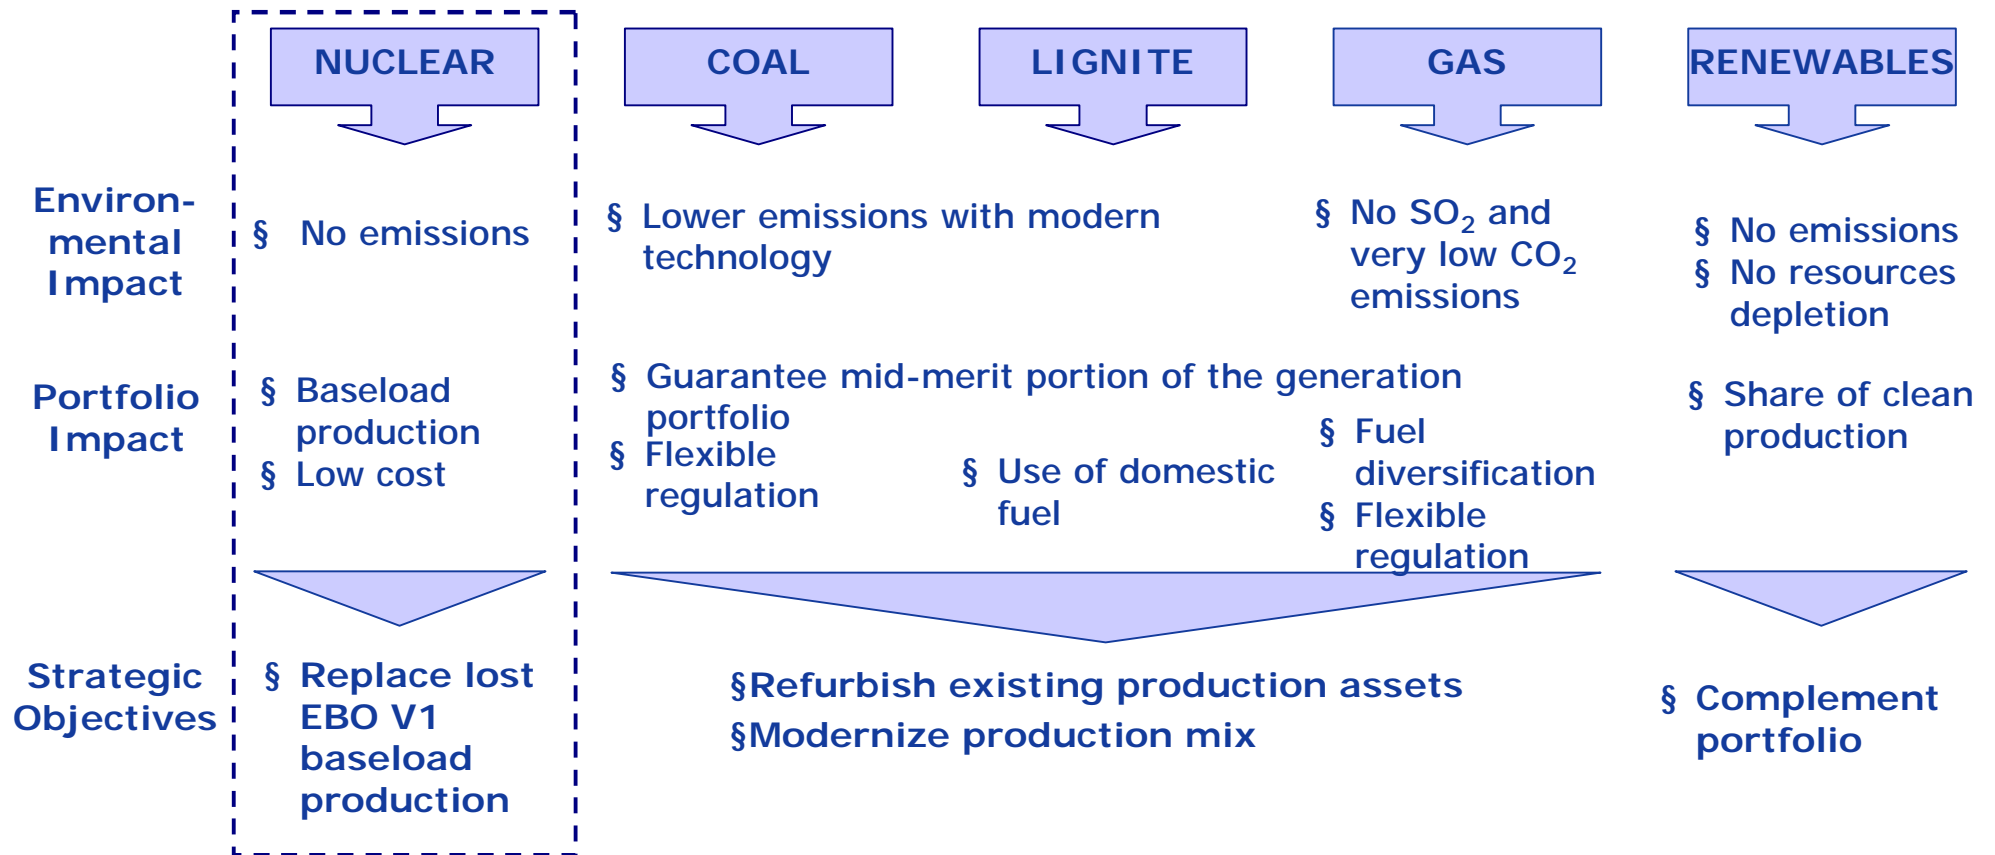 NUCLEAR
COAL
LIGNITE
GAS
RENEWABLES
Environ-
mental
Impact
§ No emissions
§ Lower emissions with modern
technology
§ No SO₂ and
very low CO₂
emissions
§ No emissions
§ No resources
depletion
Portfolio
Impact
§ Baseload
production
§ Low cost
§ Guarantee mid-merit portion of the generation
portfolio
§ Flexible
regulation
§ Use of domestic
fuel
§ Fuel
diversification
§ Flexible
regulation
§ Share of clean
production
Strategic
Objectives
§ Replace lost
EBO V1
baseload
production
§Refurbish existing production assets
§Modernize production mix
§ Complement
portfolio